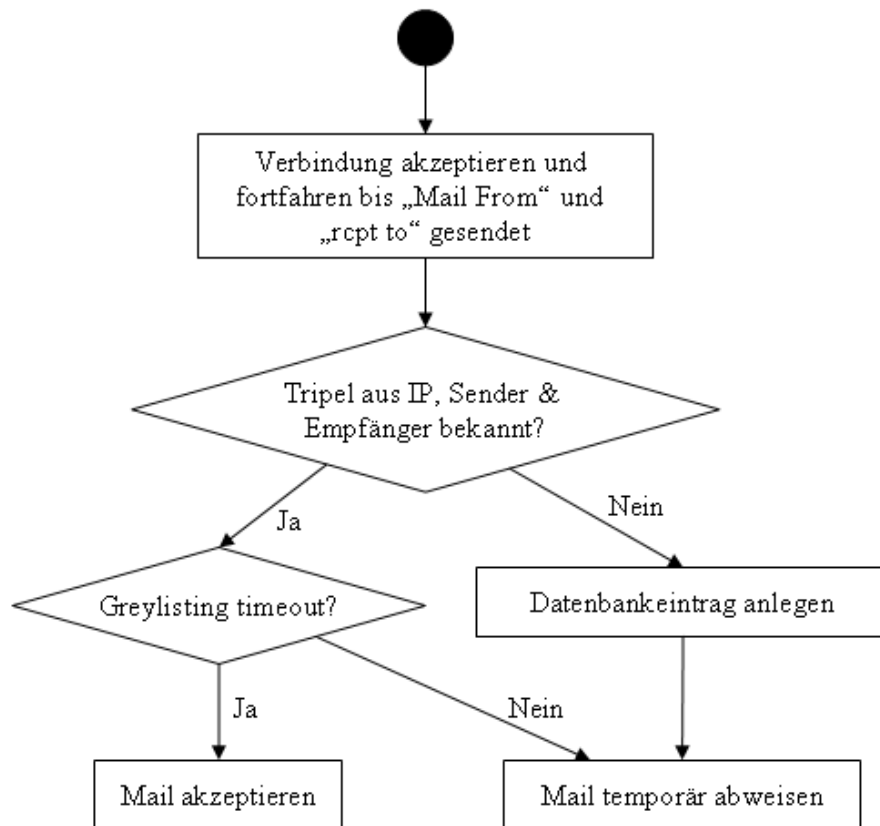 Verbindung akzeptieren und
fortfahren bis „Mail From“ und
„rcpt to“ gesendet
Tripel aus IP, Sender &
Empfänger bekannt?
Ja
Nein
Greylisting timeout?
Datenbankeintrag anlegen
Ja
Nein
Mail akzeptieren
Mail temporär abweisen